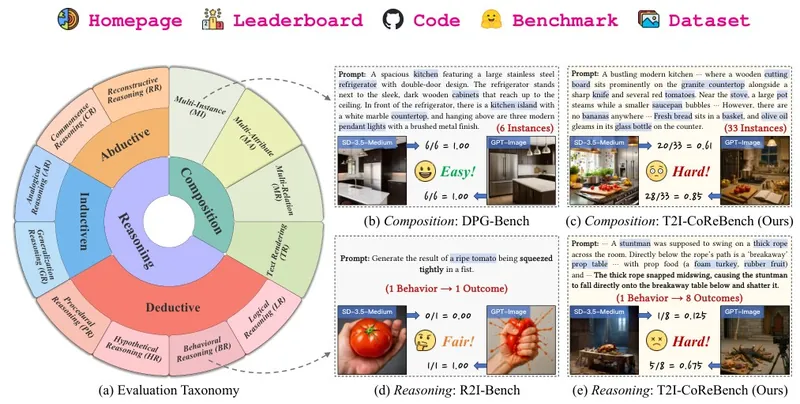 Homepage Leaderboard Code Benchmark Dataset
Reconstructive
Reasoning (RR)
Commonsense
Reasoning (CR)
Analogical
Reasoning (AR)
Generalization
Reasoning (GR)
Procedural
Reasoning (PR)
Hypothetical
Reasoning (HR)
Behavioral
Reasoning (BR)
Logical
Reasoning (LR)
Text Rendering
(TR)
Multi-Relation
(MR)
Multi-Attribute
(MA)
Multi-Instance
(MI)
Abductive
Inductiven
Deductive
Reasoning
Composition
(a) Evaluation Taxonomy
Prompt: A spacious kitchen featuring a large stainless steel
refrigerator with double-door design. The refrigerator stands
next to the sleek, dark wooden cabinets that reach up to the
ceiling. In front of the refrigerator, there is a kitchen island with
a white marble countertop, and hanging above are three modern
pendant lights with a brushed metal finish.
(6 Instances)
SD-3.5-Medium
6/6 = 1.00
GPT-Image
Easy!
6/6 = 1.00
(b) Composition: DPG-Bench
Prompt: A bustling modern kitchen ··· where a wooden cutting
board sits prominently on the granite countertop alongside a
sharp knife and several red tomatoes. Near the stove, a large pot
steams while a smaller saucepan bubbles ··· However, there are
no bananas anywhere ··· Fresh bread sits in a basket, and olive oil
gleams in its glass bottle on the counter.
(33 Instances)
SD-3.5-Medium
20/33 = 0.61
GPT-Image
Hard!
28/33 = 0.85
(c) Composition: T2I-CoReBench (Ours)
Prompt: Generate the result of a ripe tomato being squeezed
tightly in a fist.
(1 Behavior → 1 Outcome)
SD-3.5-Medium
0/1 = 0.00
GPT-Image
Fair!
1/1 = 1.00
(d) Reasoning: R2I-Bench
Prompt: ··· A stuntman was supposed to swing on a thick rope
across the room. Directly below the rope's path is a 'breakaway'
prop table ··· with prop food (a foam turkey, rubber fruit)
and ··· The thick rope snapped midswing, causing the stuntman
to fall directly onto the breakaway table below and shatter it.
(1 Behavior → 8 Outcomes)
SD-3.5-Medium
1/8 = 0.125
GPT-Image
Hard!
5/8 = 0.675
(e) Reasoning: T2I-CoReBench (Ours)